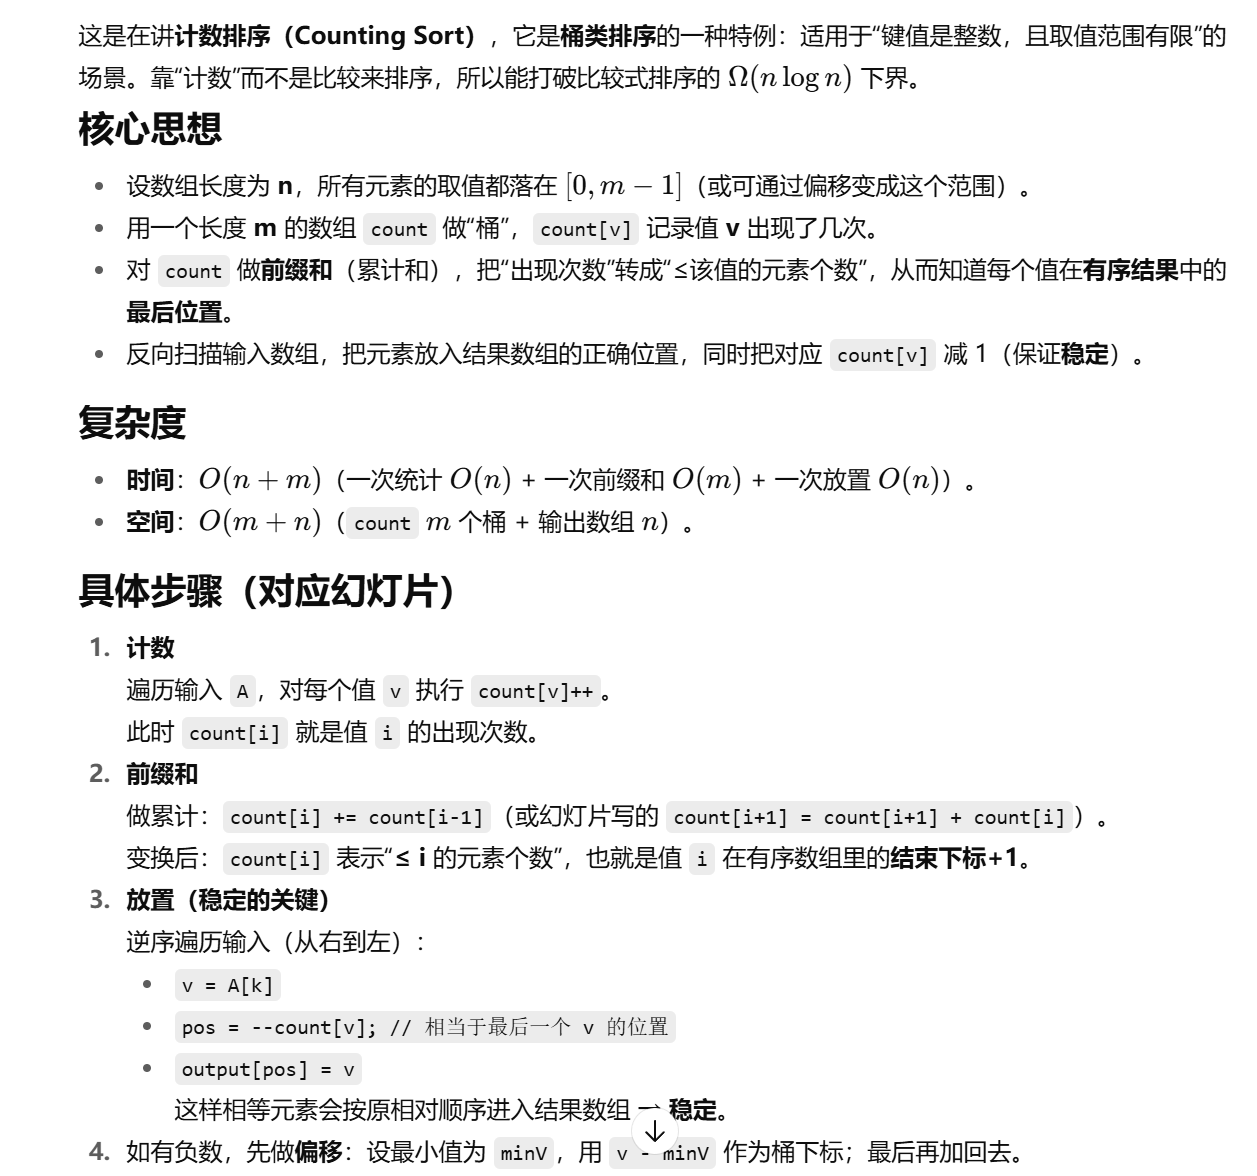 这是在讲计数排序（Counting Sort），它是桶类排序的一种特例：适用于“键值是整数，且取值范围有限”的
场景。靠“计数”而不是比较来排序，所以能打破比较式排序的 Ω(n log n) 下界。
核心思想
• 设数组长度为 n，所有元素的取值都落在 [0, m − 1]（或可通过偏移变成这个范围）。
• 用一个长度 m 的数组 count 做“桶”，count[v] 记录值 v 出现了几次。
• 对 count 做前缀和（累计和），把“出现次数”转成“≤该值的元素个数”，从而知道每个值在有序结果中的
最后位置。
• 反向扫描输入数组，把元素放入结果数组的正确位置，同时把对应 count[v] 减 1（保证稳定）。
复杂度
• 时间：O(n + m)（一次统计 O(n) + 一次前缀和 O(m) + 一次放置 O(n)）。
• 空间：O(m + n)（count m 个桶 + 输出数组 n）。
具体步骤（对应幻灯片）
1. 计数
遍历输入 A，对每个值 v 执行 count[v]++。
此时 count[i] 就是值 i 的出现次数。
2. 前缀和
做累计：count[i] += count[i-1]（或幻灯片写的 count[i+1] = count[i+1] + count[i]）。
变换后：count[i] 表示“≤ i 的元素个数”，也就是值 i 在有序数组里的结束下标+1。
3. 放置（稳定的关键）
逆序遍历输入（从右到左）：
• v = A[k]
• pos = --count[v]; // 相当于最后一个 v 的位置
• output[pos] = v
这样相等元素会按原相对顺序进入结果数组 稳定。
4. 如有负数，先做偏移：设最小值为 minV，用 v - minV 作为桶下标；最后再加回去。